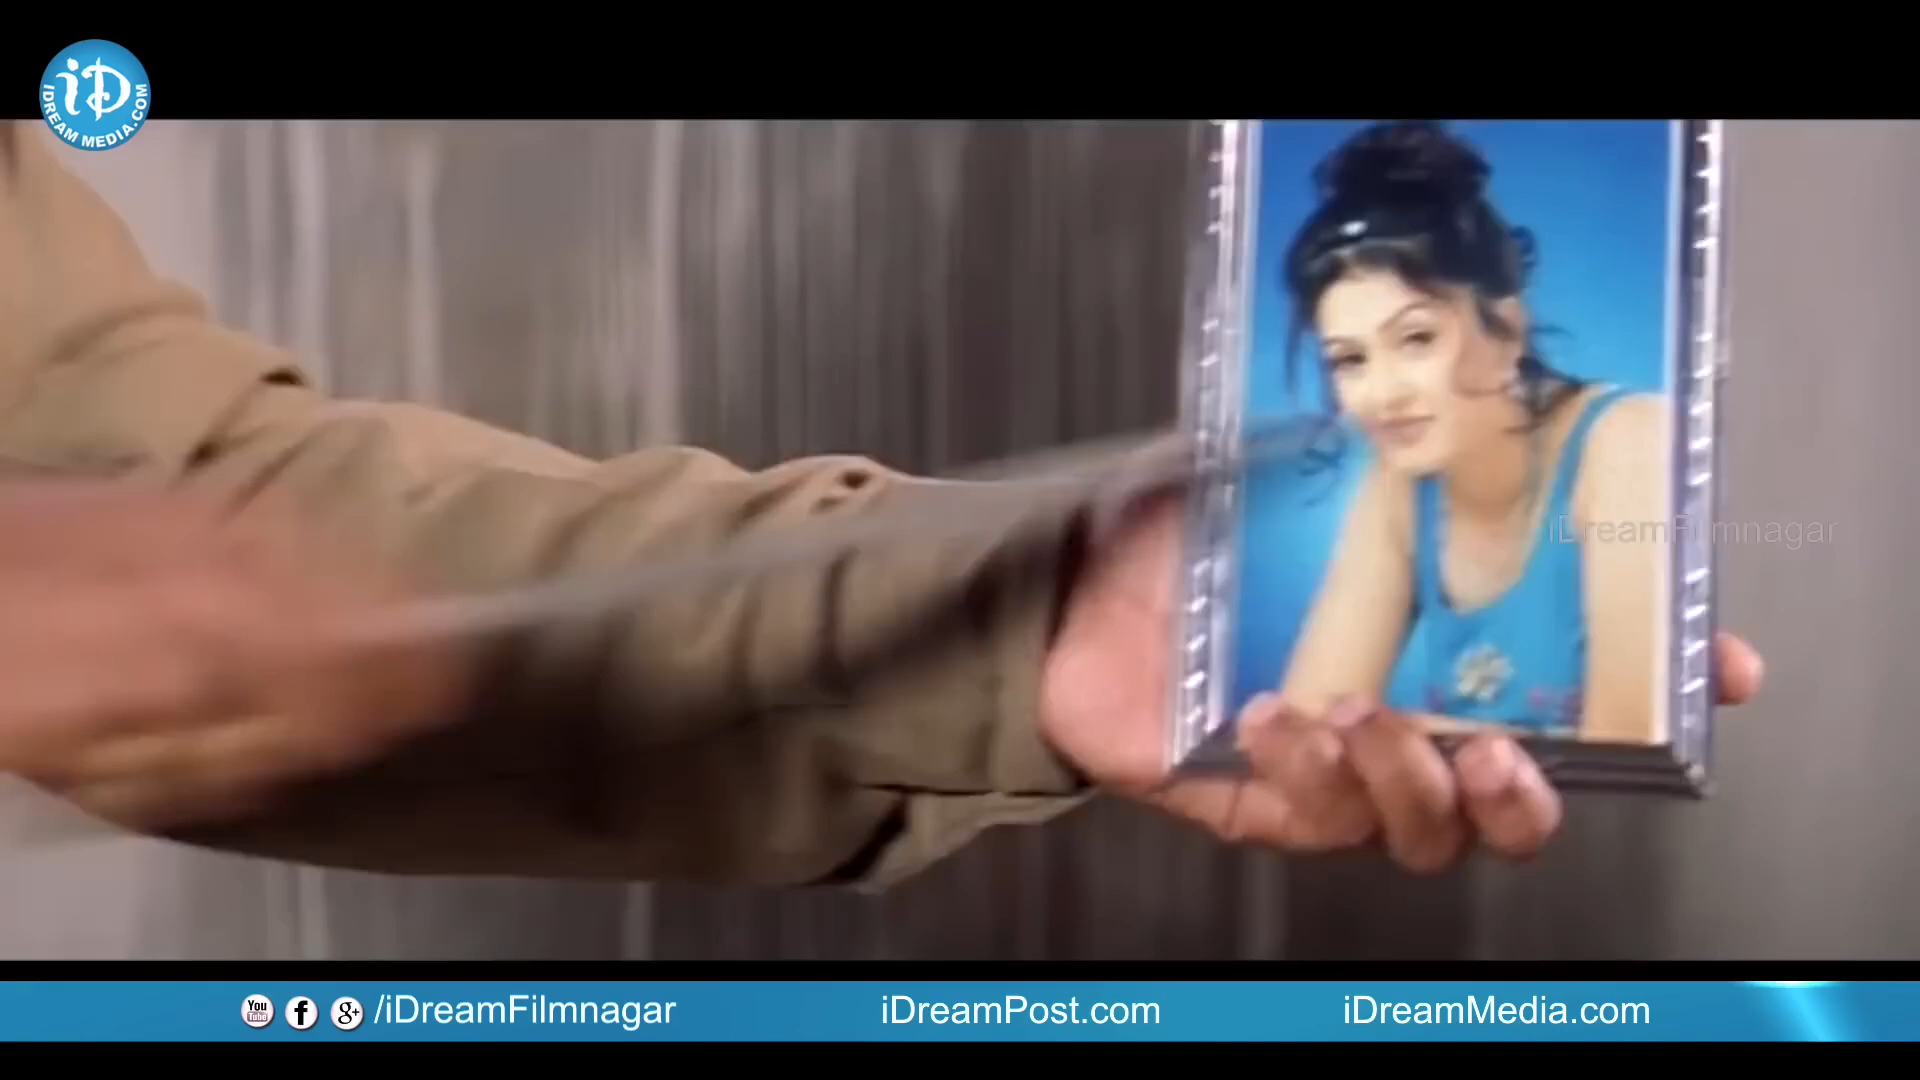 iD
IDREAM MEDIA.COM
iDreamFilmnagar
You Tube f g+ /iDreamFilmnagar iDreamPost.com iDreamMedia.com